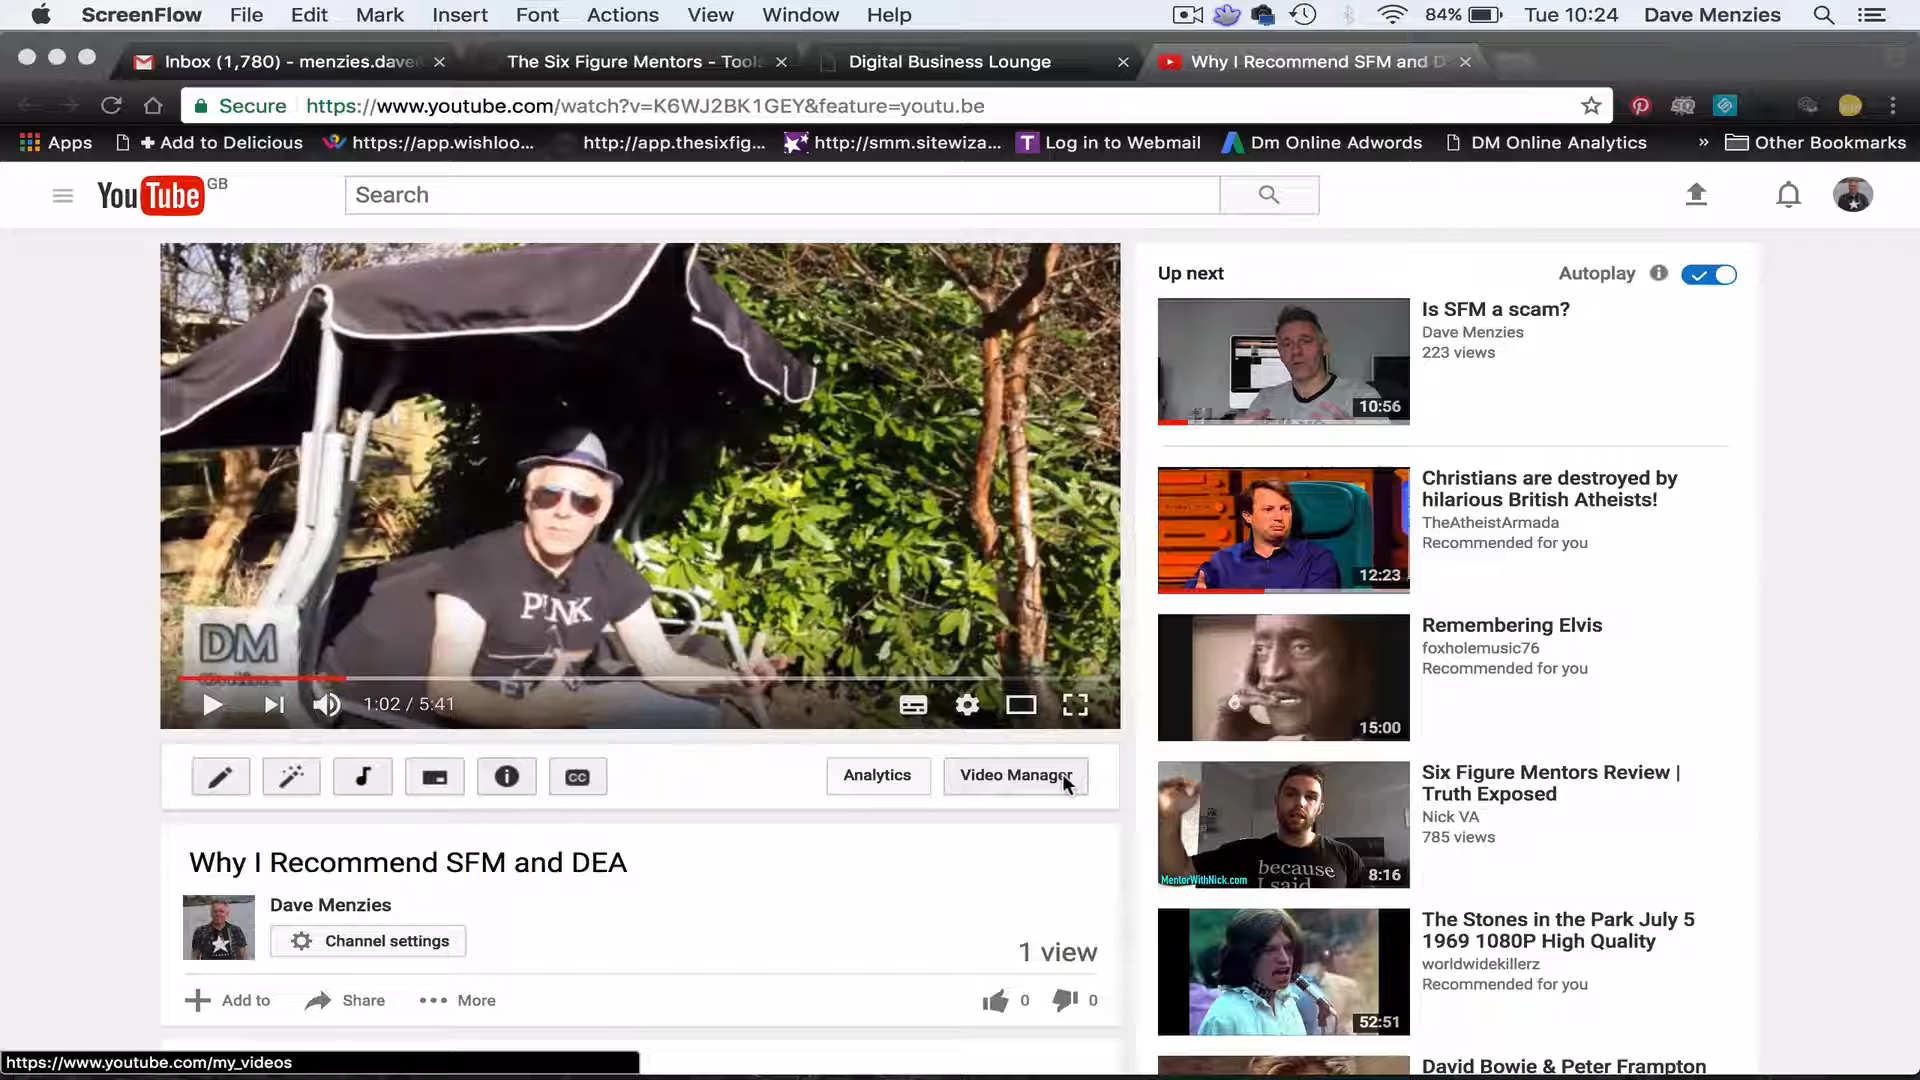 ScreenFlow File Edit Mark Insert Font Actions View Window Help 84% Tue 10:24 Dave Menzies
Inbox (1,780) - menzies.dave The Six Figure Mentors - Tools Digital Business Lounge Why I Recommend SFM and D
Secure https://www.youtube.com/watch?v=K6WJ2BK1GEY&feature=youtu.be
Apps + Add to Delicious https://app.wishloo... http://app.thesixfig... http://smm.sitewiza... T Log in to Webmail Dm Online Adwords DM Online Analytics » Other Bookmarks
YouTube GB Search
Up next Autoplay
Is SFM a scam?
Dave Menzies
223 views
10:56
Christians are destroyed by
hilarious British Atheists!
TheAtheistArmada
Recommended for you
12:23
P!NK
DM
1:02 / 5:41
Remembering Elvis
foxholemusic76
Recommended for you
15:00
CC Analytics Video Manager
Six Figure Mentors Review |
Truth Exposed
Nick VA
785 views
because
I said
MentorWithNick.com
8:16
Why I Recommend SFM and DEA
Dave Menzies
Channel settings
1 view
Add to Share More 0 0
The Stones in the Park July 5
1969 1080P High Quality
worldwidekillerz
Recommended for you
52:51
David Bowie & Peter Frampton
https://www.youtube.com/my_videos